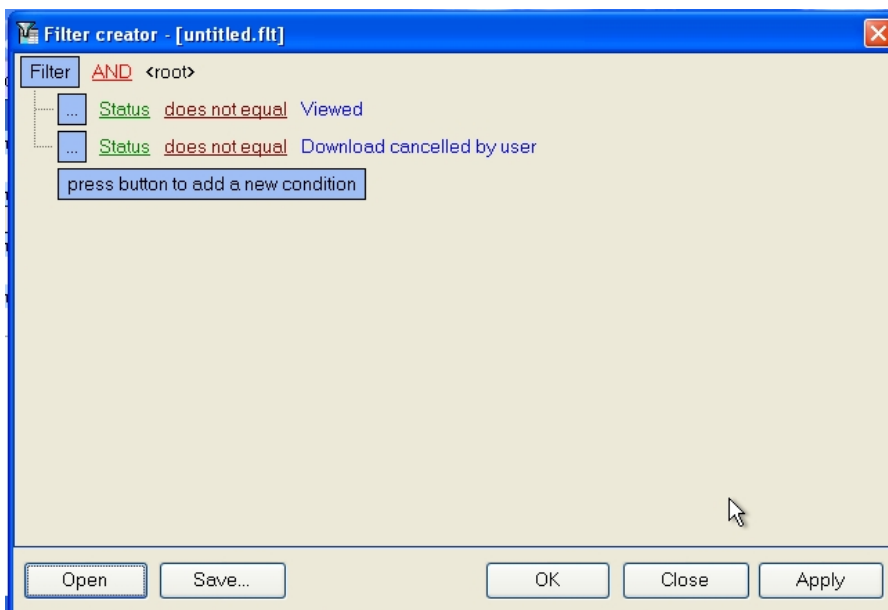 Filter creator - [untitled.flt]
Filter AND <root>
... Status does not equal Viewed
... Status does not equal Download cancelled by user
press button to add a new condition
Open Save... OK Close Apply